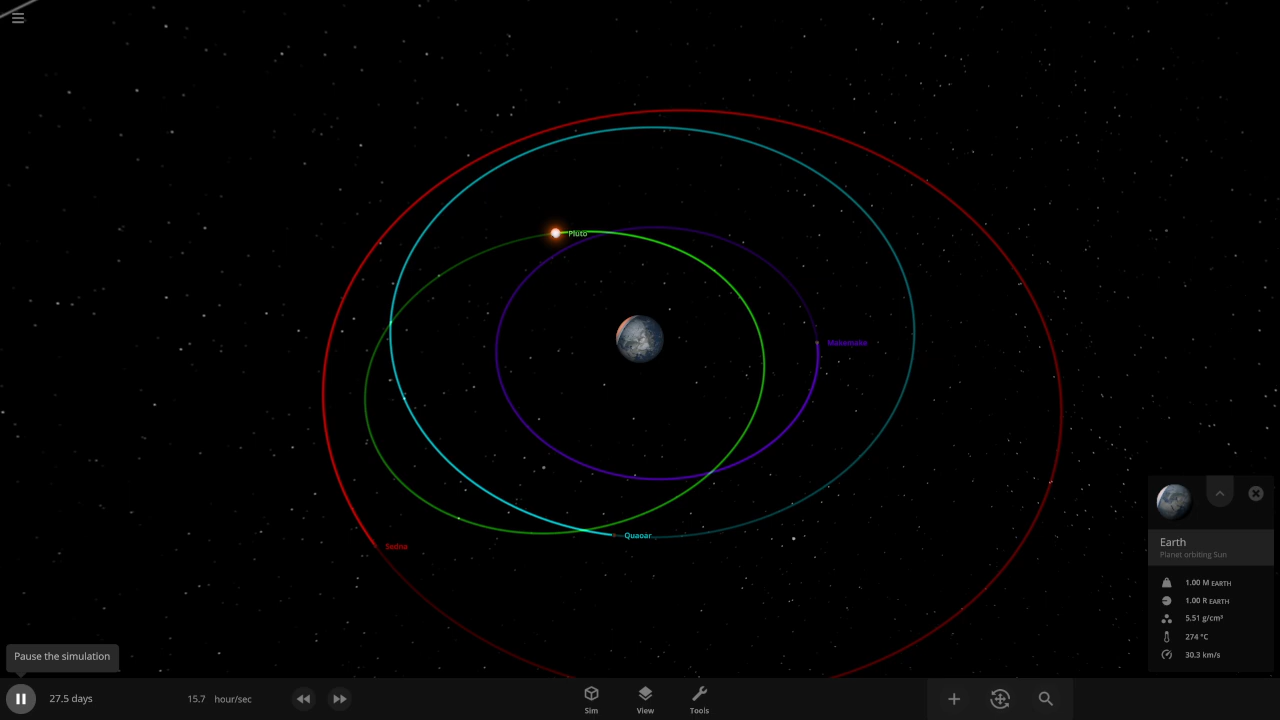 Pluto
Makemake
Quaoar
Sedna
Earth
Planet orbiting Sun
1.00 M EARTH
1.00 R EARTH
5.51 g/cm³
274 °C
30.3 km/s
Pause the simulation
27.5 days
15.7 hour/sec
Sim
View
Tools